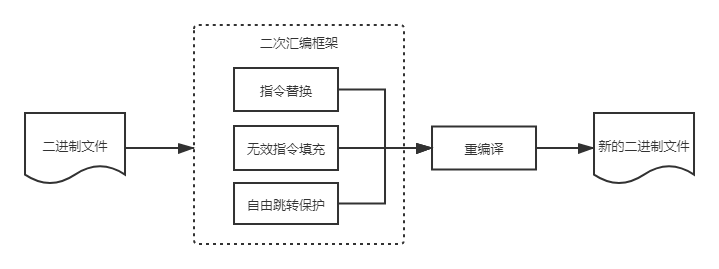 二次汇编框架
指令替换
二进制文件
无效指令填充
重编译
新的二进制文件
自由跳转保护